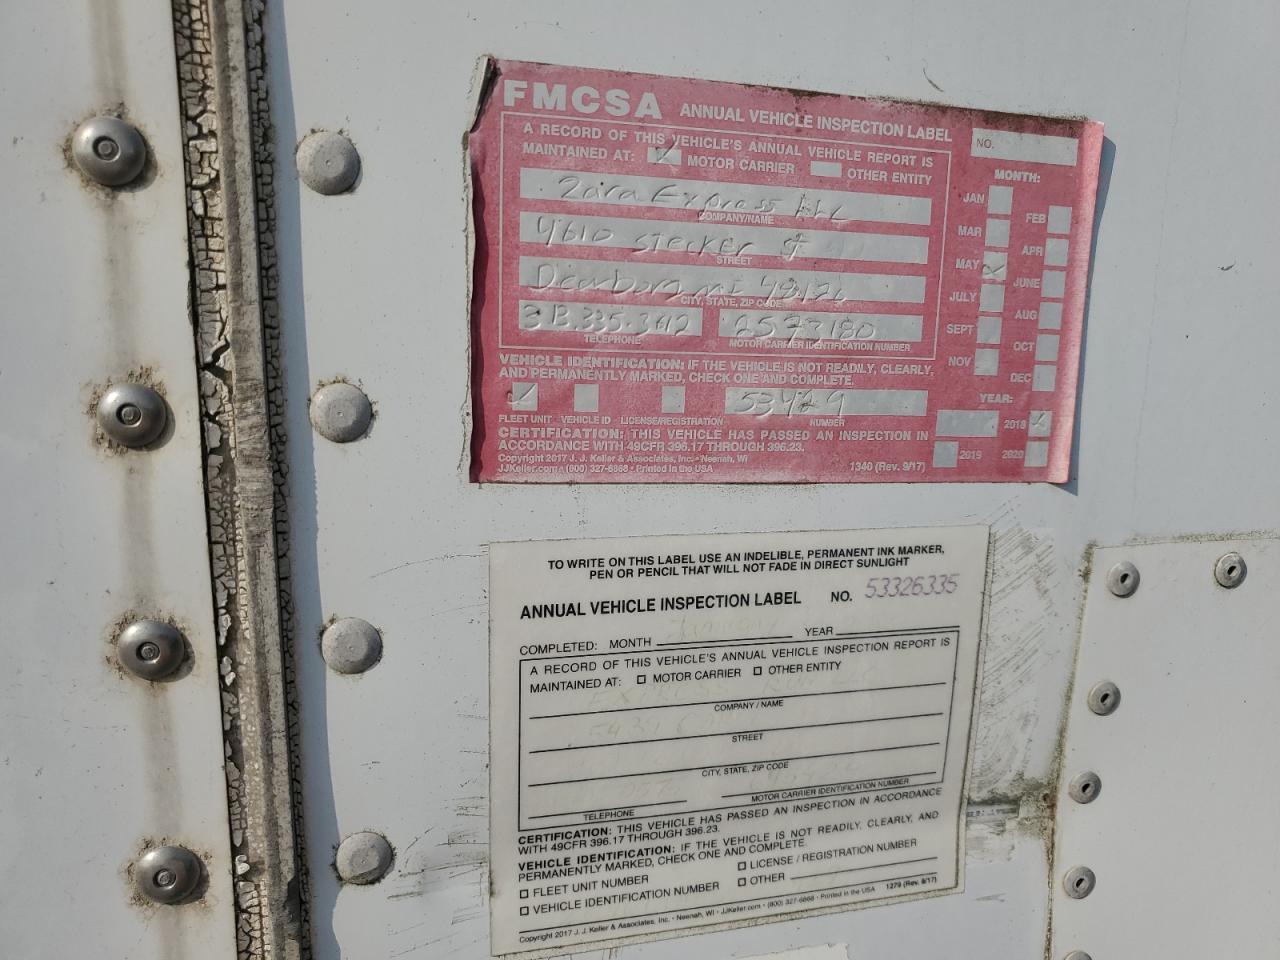 FMCSA ANNUAL VEHICLE INSPECTION LABEL
NO.
A RECORD OF THIS VEHICLE'S ANNUAL VEHICLE REPORT IS
MAINTAINED AT: MOTOR CARRIER OTHER ENTITY
Zara Express LLC
COMPANY/NAME
4610 stecker st
STREET
mi 48126
CITY, STATE, ZIP CODE
2573180
TELEPHONE MOTOR CARRIER IDENTIFICATION NUMBER
MONTH:
JAN FEB
MAR APR
MAY JUNE
JULY AUG
SEPT OCT
NOV DEC
YEAR:
2018
2019 2020
VEHICLE IDENTIFICATION: IF THE VEHICLE IS NOT READILY, CLEARLY,
AND PERMANENTLY MARKED, CHECK ONE AND COMPLETE.
53429
FLEET UNIT VEHICLE ID LICENSE/REGISTRATION NUMBER
CERTIFICATION: THIS VEHICLE HAS PASSED AN INSPECTION IN
ACCORDANCE WITH 49CFR 396.17 THROUGH 396.23.
Copyright 2017 J. J. Keller & Associates, Inc. • Neenah, WI
JJKeller.com • (800) 327-6868 • Printed in the USA 1340 (Rev. 9/17)
TO WRITE ON THIS LABEL USE AN INDELIBLE, PERMANENT INK MARKER,
PEN OR PENCIL THAT WILL NOT FADE IN DIRECT SUNLIGHT
ANNUAL VEHICLE INSPECTION LABEL NO. 53326335
COMPLETED: MONTH January YEAR
A RECORD OF THIS VEHICLE'S ANNUAL VEHICLE INSPECTION REPORT IS
MAINTAINED AT: MOTOR CARRIER OTHER ENTITY
COMPANY / NAME
STREET
CITY, STATE, ZIP CODE
TELEPHONE MOTOR CARRIER IDENTIFICATION NUMBER
CERTIFICATION: THIS VEHICLE HAS PASSED AN INSPECTION IN ACCORDANCE
WITH 49CFR 396.17 THROUGH 396.23.
VEHICLE IDENTIFICATION: IF THE VEHICLE IS NOT READILY, CLEARLY, AND
PERMANENTLY MARKED, CHECK ONE AND COMPLETE.
FLEET UNIT NUMBER LICENSE / REGISTRATION NUMBER
VEHICLE IDENTIFICATION NUMBER OTHER
Copyright 2017 J. J. Keller & Associates, Inc. • Neenah, WI • JJKeller.com • (800) 327-6868 • Printed in the USA 1279 (Rev. 8/17)